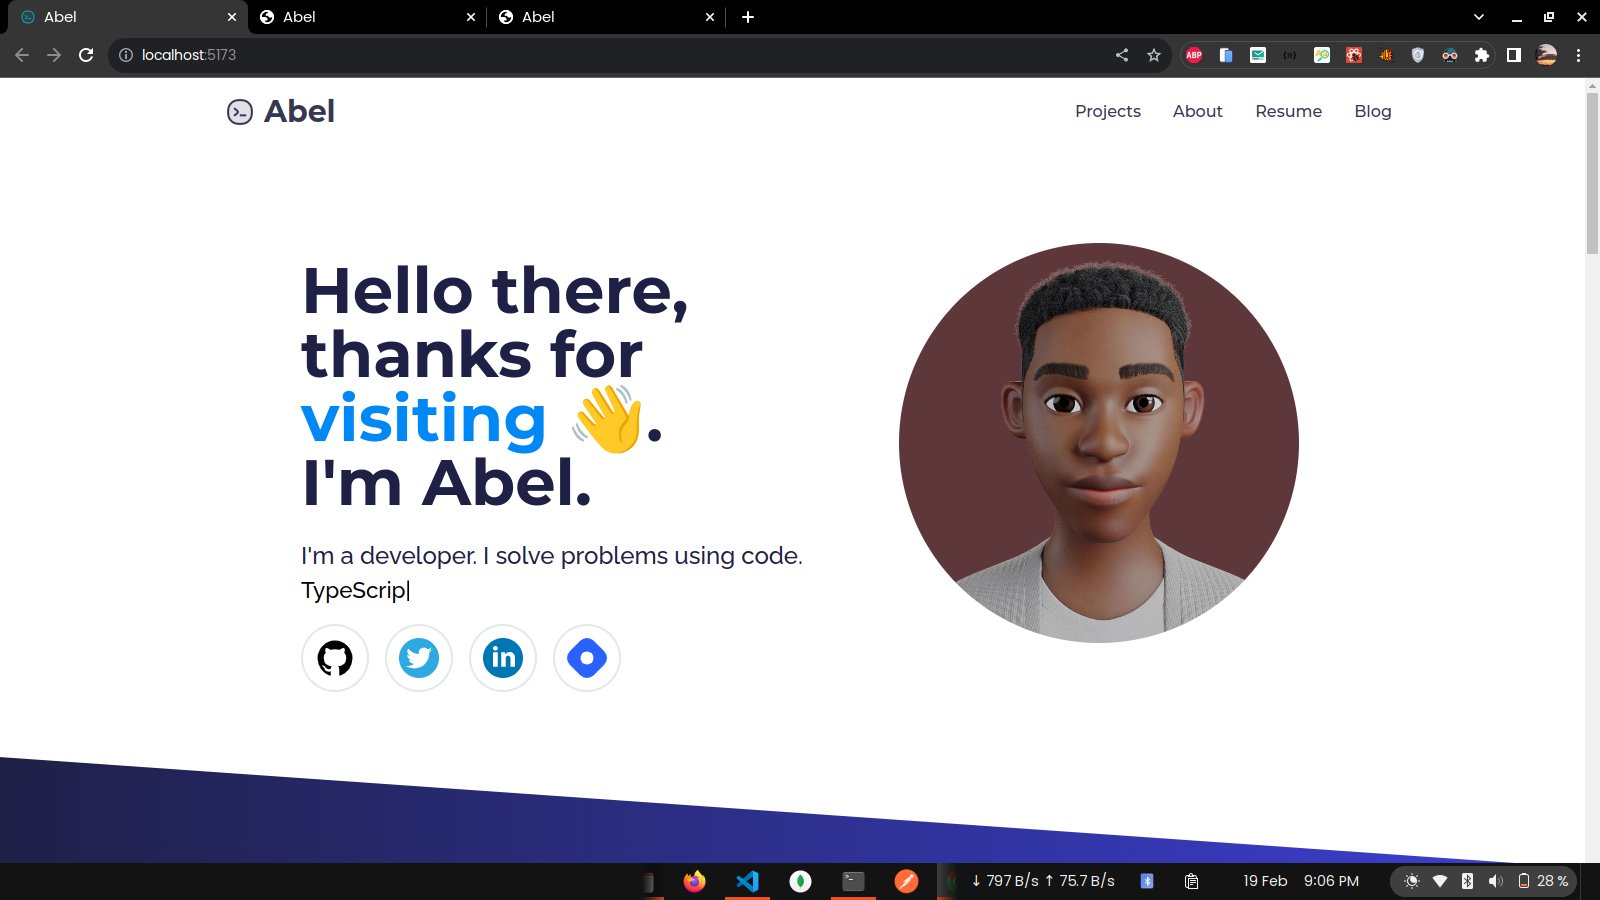 Abel
Abel
Abel
localhost:5173
ABP
Abel
Projects
About
Resume
Blog
Hello there,
thanks for
visiting 👋.
I'm Abel.
I'm a developer. I solve problems using code.
TypeScrip
in
↓ 797 B/s ↑ 75.7 B/s
19 Feb 9:06 PM
28 %